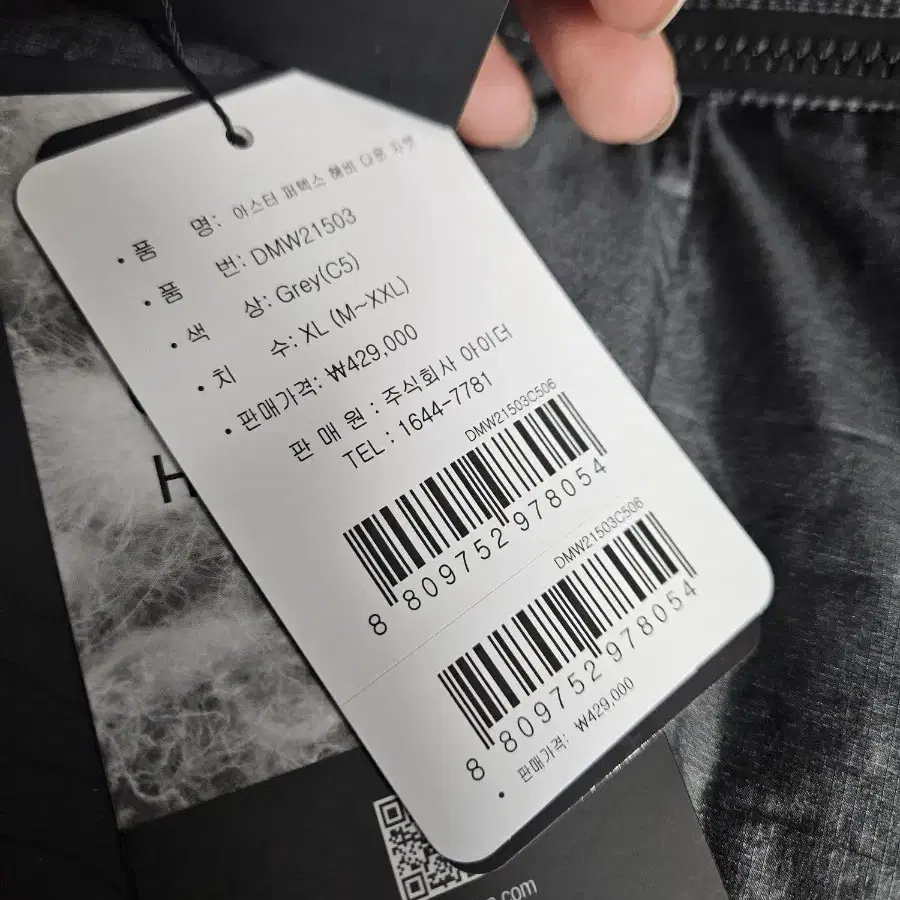 • 품 명: 아스터 퍼텍스 헤비 다운 자켓
• 품 번: DMW21503
• 색 상: Grey(C5)
• 치 수: XL (M~XXL)
• 판매가격: ₩429,000
판 매 원 : 주식회사 아이더
TEL : 1644-7781
DMW21503C506
8 809752 978054
DMW21503C506
8 809752 978054
• 판매가격: ₩429,000
H
.com